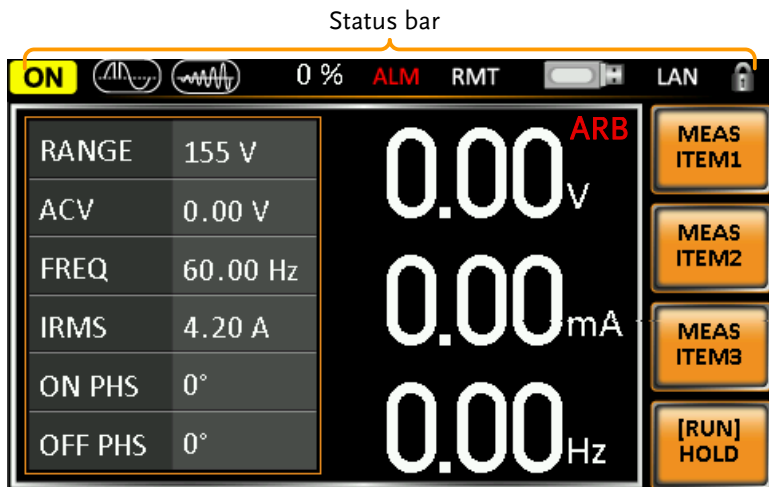 Status bar
ON 0 % ALM RMT LAN
RANGE 155 V
ACV 0.00 V
FREQ 60.00 Hz
IRMS 4.20 A
ON PHS 0°
OFF PHS 0°
ARB
0.00 V
0.00 mA
0.00 Hz
MEAS
ITEM1
MEAS
ITEM2
MEAS
ITEM3
[RUN]
HOLD